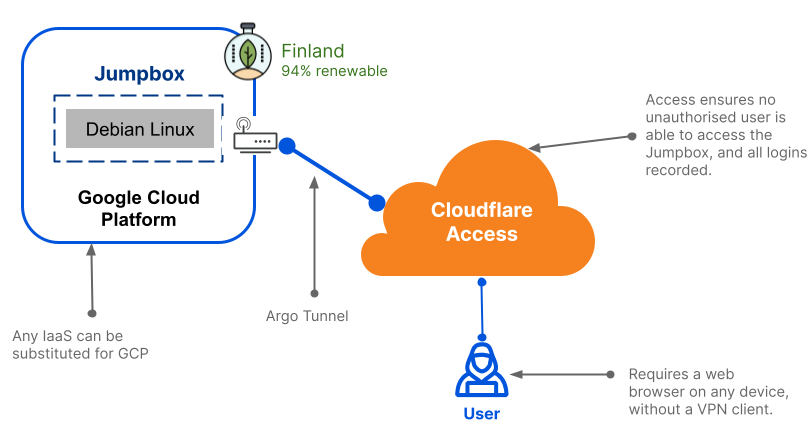 Finland
94% renewable
Jumpbox
Debian Linux
Google Cloud
Platform
Access ensures no
unauthorised user is
able to access the
Jumpbox, and all logins
recorded.
Cloudflare
Access
Argo Tunnel
Any IaaS can be
substituted for GCP
User
Requires a web
browser on any device,
without a VPN client.